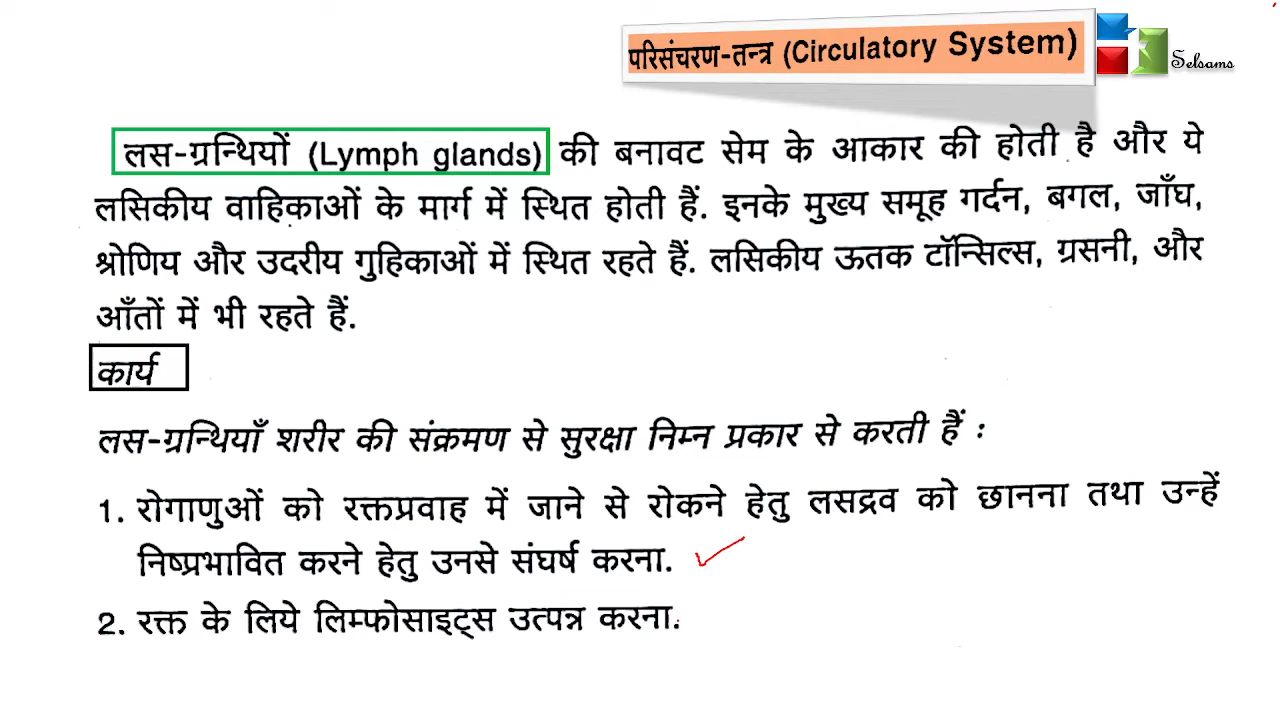 परिसंचरण-तन्त्र (Circulatory System)
Selsams
लस-ग्रन्थियों (Lymph glands) की बनावट सेम के आकार की होती है और ये
लसिकीय वाहिकाओं के मार्ग में स्थित होती हैं. इनके मुख्य समूह गर्दन, बगल, जाँघ,
श्रोणिय और उदरीय गुहिकाओं में स्थित रहते हैं. लसिकीय ऊतक टॉन्सिल्स, ग्रसनी, और
आँतों में भी रहते हैं.
कार्य
लस-ग्रन्थियाँ शरीर की संक्रमण से सुरक्षा निम्न प्रकार से करती हैं :
1. रोगाणुओं को रक्तप्रवाह में जाने से रोकने हेतु लसद्रव को छानना तथा उन्हें
निष्प्रभावित करने हेतु उनसे संघर्ष करना.
2. रक्त के लिये लिम्फोसाइट्स उत्पन्न करना.